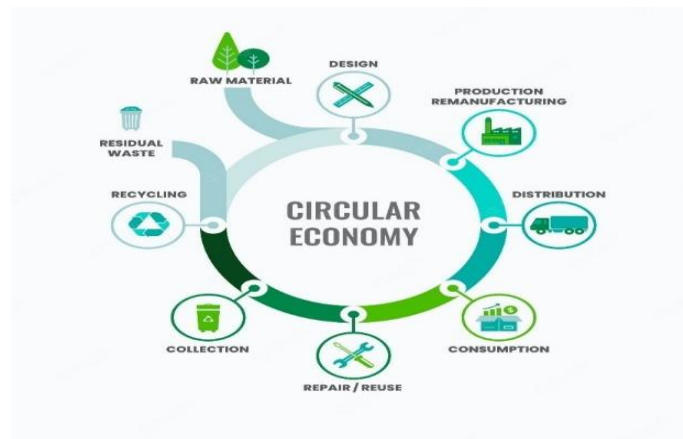 DESIGN
RAW MATERIAL
PRODUCTION
REMANUFACTURING
RESIDUAL
WASTE
RECYCLING
DISTRIBUTION
CIRCULAR
ECONOMY
COLLECTION
CONSUMPTION
REPAIR / REUSE